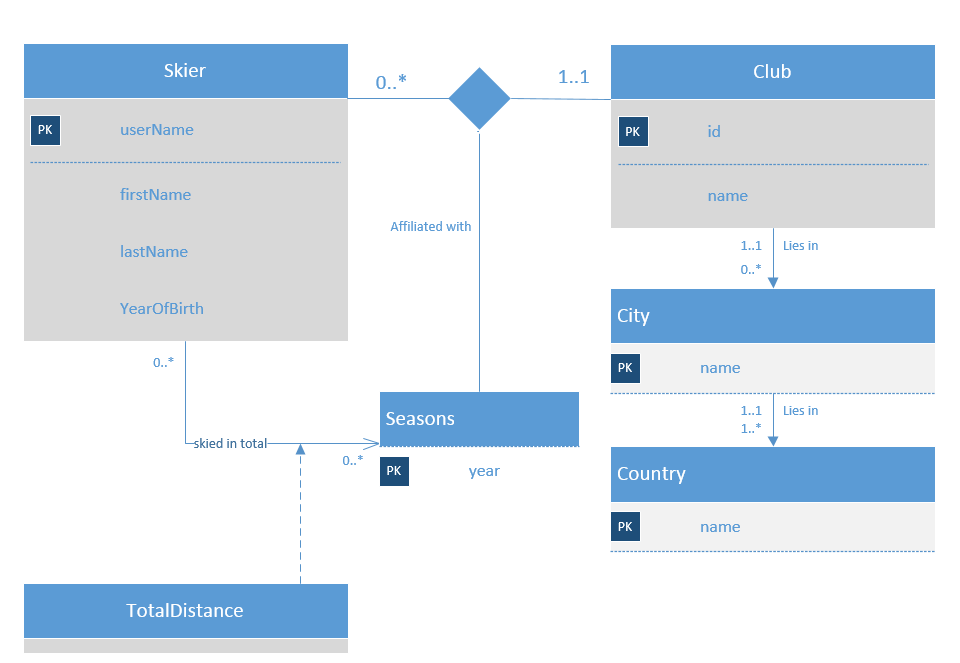 Skier
PK userName
firstName
lastName
YearOfBirth
0..*
1..1
Club
PK id
name
Affiliated with
1..1 Lies in
0..*
City
PK name
1..1 Lies in
1..*
Country
PK name
0..*
skied in total
0..*
Seasons
PK year
TotalDistance